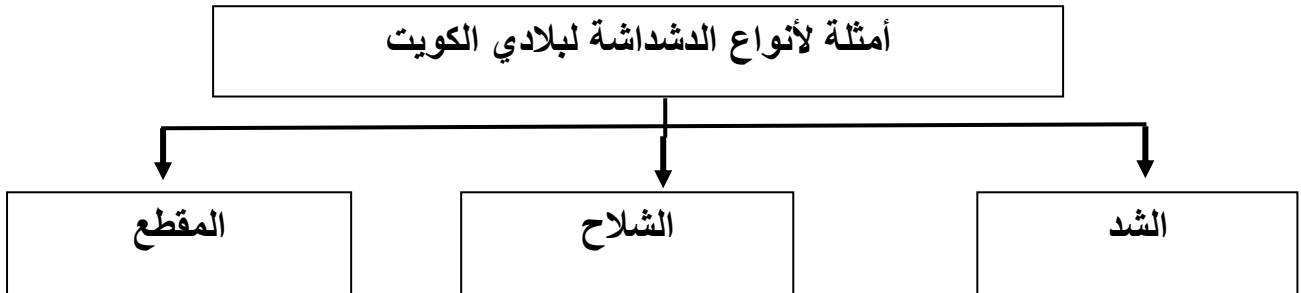 أمثلة لأنواع الدشداشة لبلادي الكويت
الشد
الشلاح
المقطع